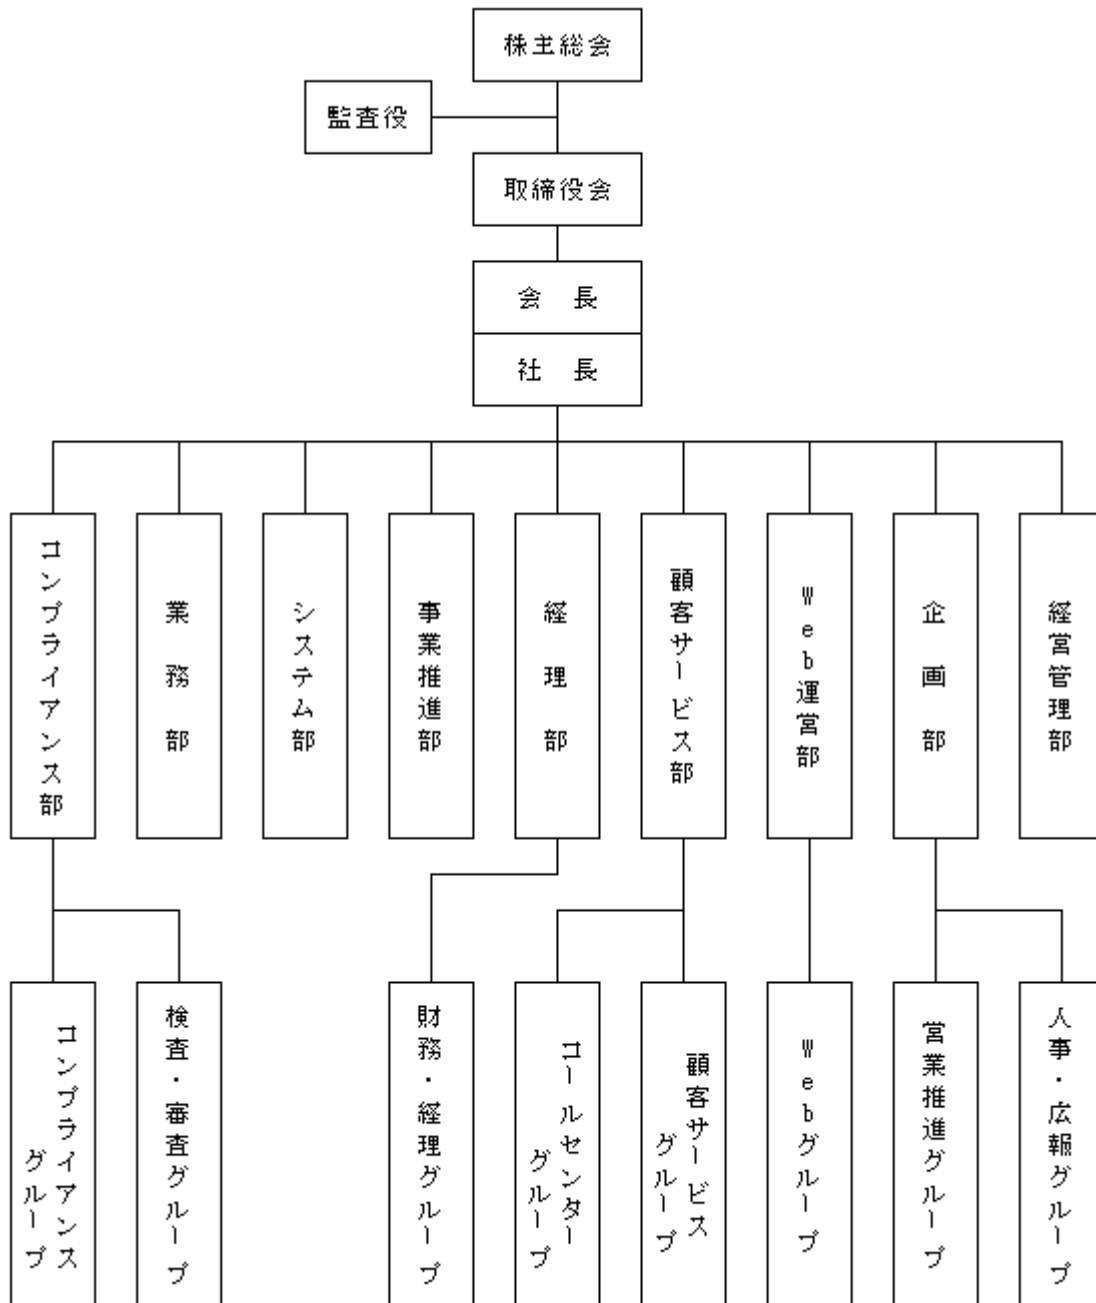 株主総会
監査役
取締役会
会　長
社　長
コンプライアンス部
業務部
システム部
事業推進部
経理部
顧客サービス部
Web運営部
企画部
経営管理部
コンプライアンス
グループ
検査・審査グループ
財務・経理グループ
コールセンター
グループ
顧客サービス
グループ
Webグループ
営業推進グループ
人事・広報グループ